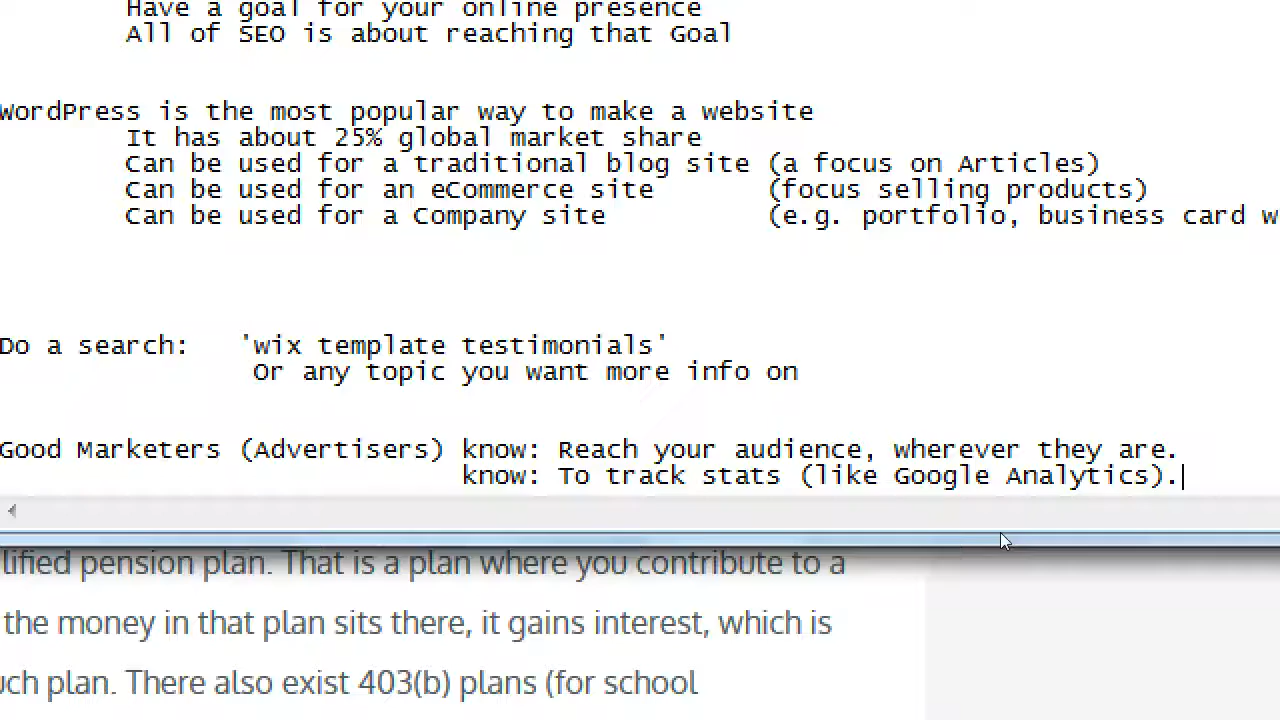 Have a goal for your online presence
All of SEO is about reaching that Goal
WordPress is the most popular way to make a website
It has about 25% global market share
Can be used for a traditional blog site (a focus on Articles)
Can be used for an eCommerce site (focus selling products)
Can be used for a Company site (e.g. portfolio, business card w
Do a search: 'wix template testimonials'
Or any topic you want more info on
Good Marketers (Advertisers) know: Reach your audience, wherever they are.
know: To track stats (like Google Analytics).
lified pension plan. That is a plan where you contribute to a
the money in that plan sits there, it gains interest, which is
uch plan. There also exist 403(b) plans (for school